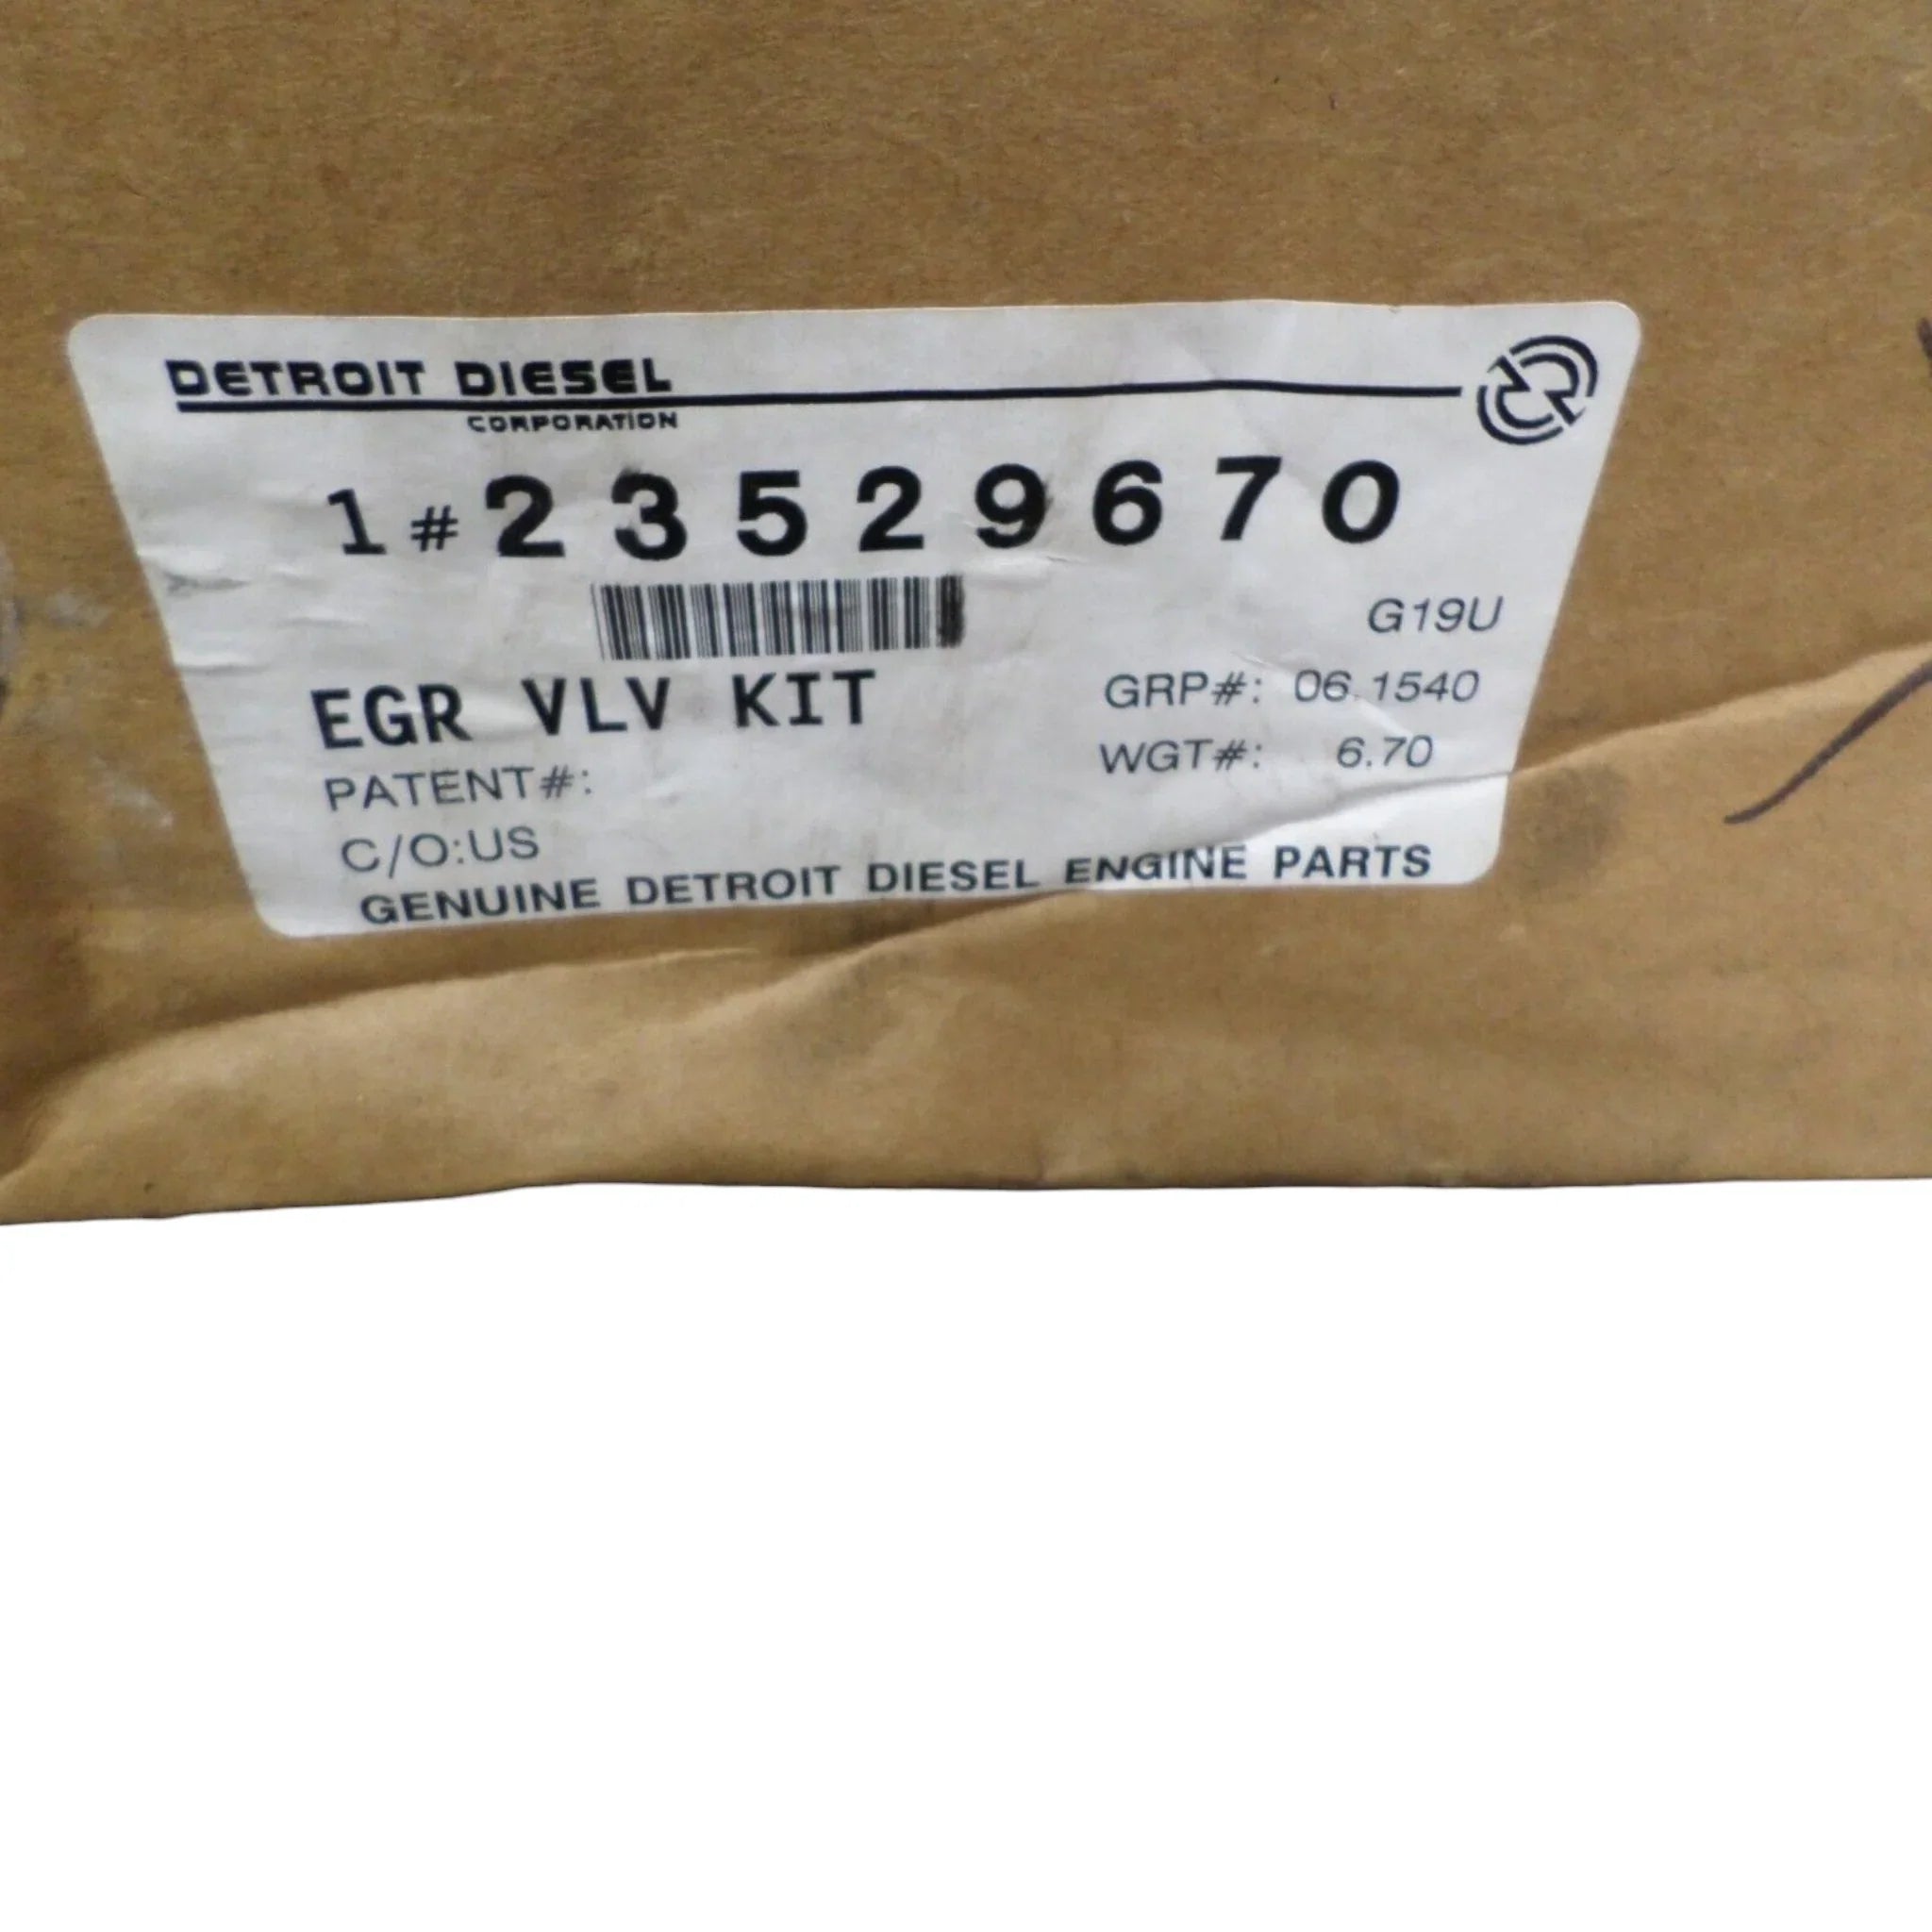 DETROIT DIESEL
CORPORATION
1 # 23529670
G19U
EGR VLV KIT
GRP#: 06.1540
PATENT#:
WGT#: 6.70
C/O:US
GENUINE DETROIT DIESEL ENGINE PARTS